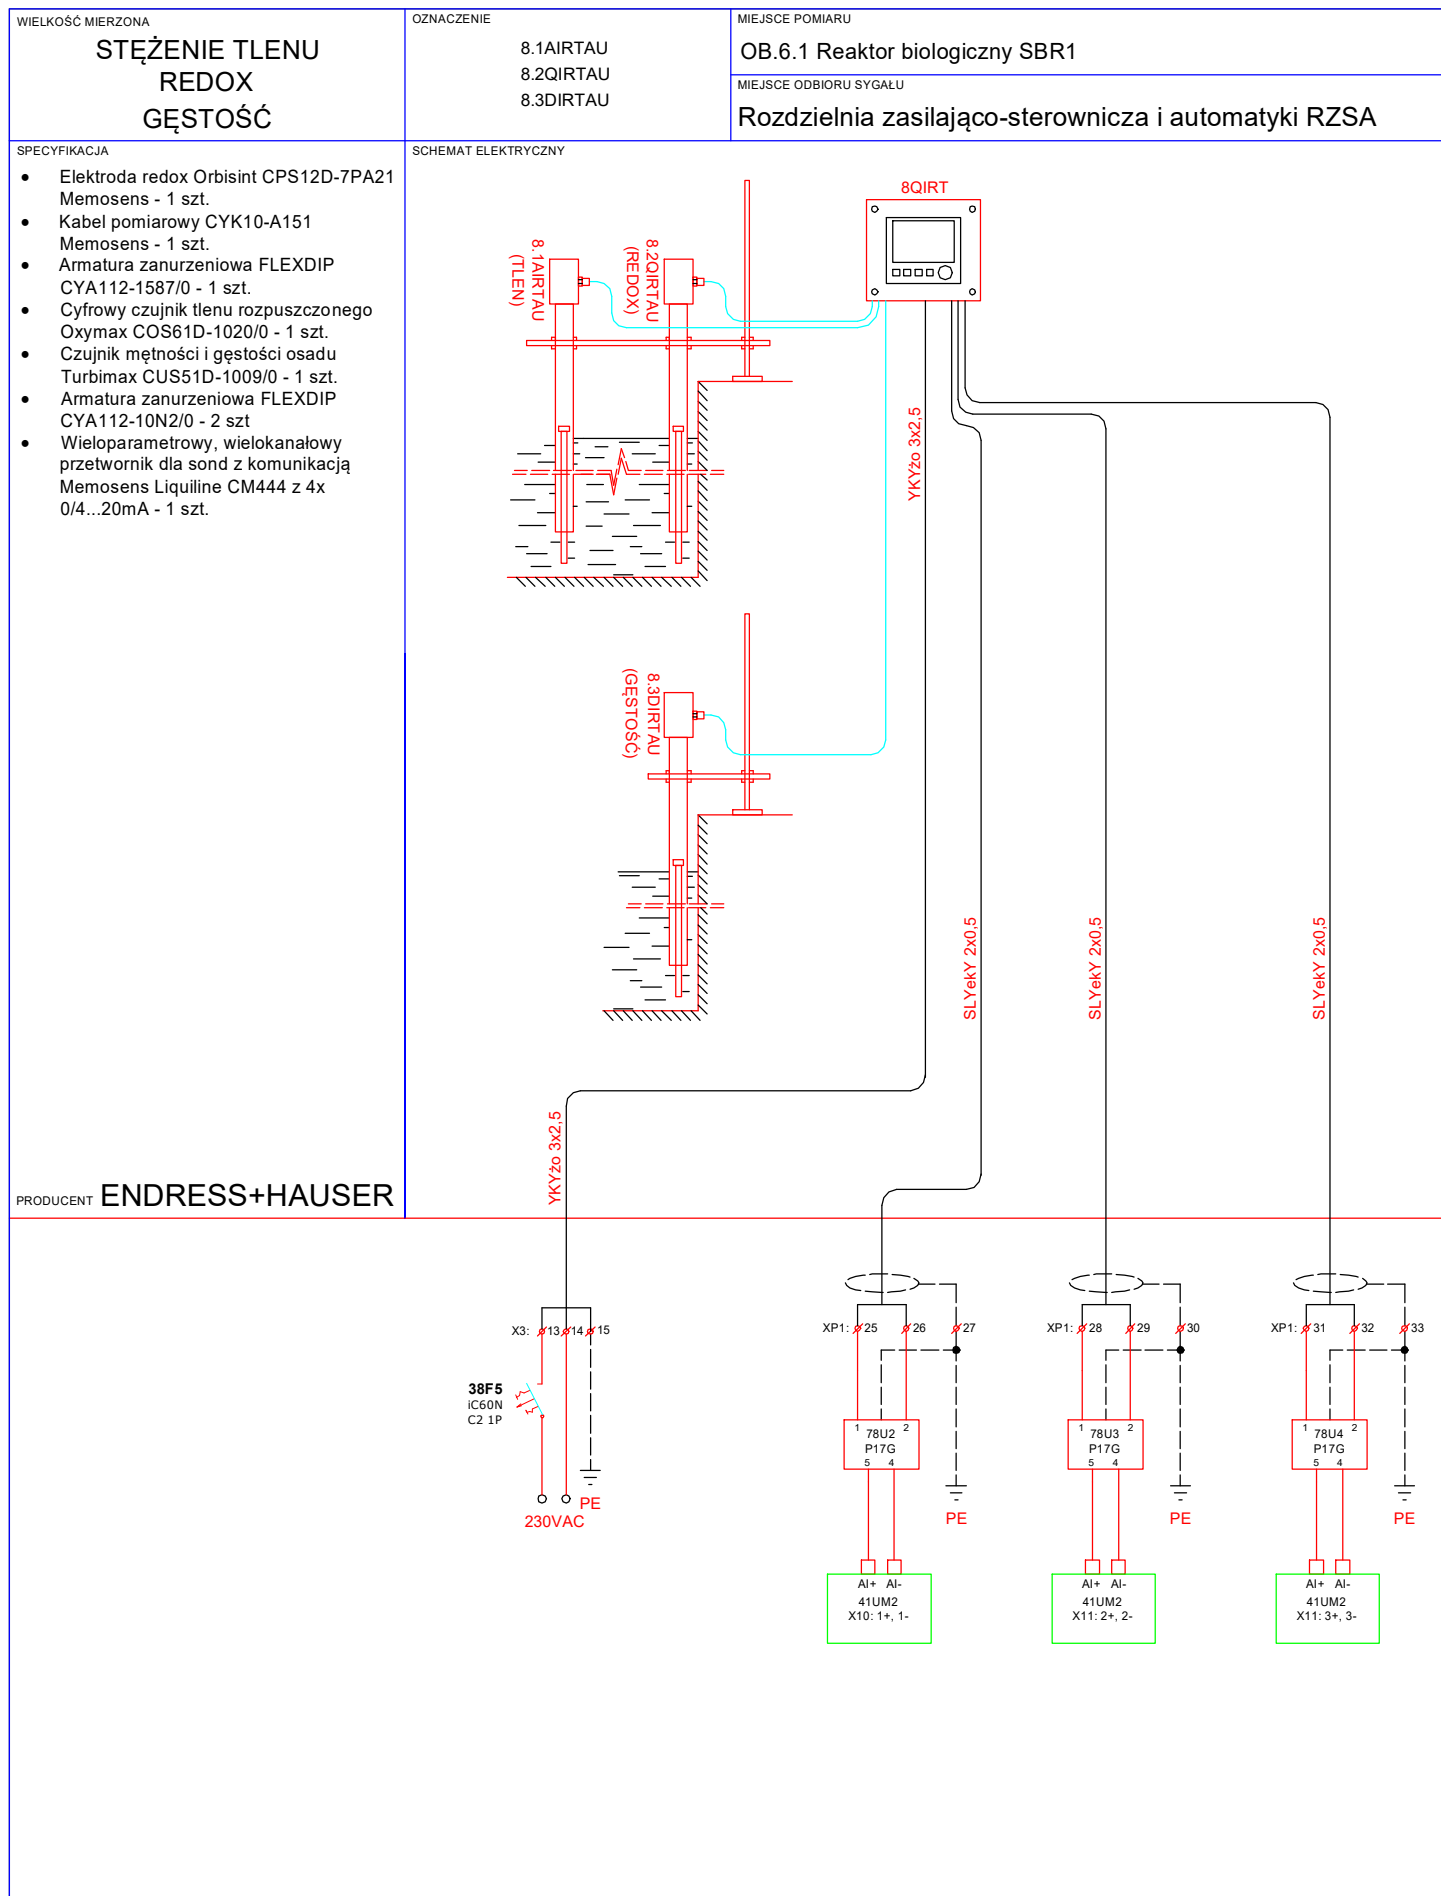 WIELKOŚĆ MIERZONA
STĘŻENIE TLENU
REDOX
GĘSTOŚĆ
OZNACZENIE
8.1AIRTAU
8.2QIRTAU
8.3DIRTAU
MIEJSCE POMIARU
OB.6.1 Reaktor biologiczny SBR1
MIEJSCE ODBIORU SYGAŁU
Rozdzielnia zasilająco-sterownicza i automatyki RZSA
SPECYFIKACJA
• Elektroda redox Orbisint CPS12D-7PA21
Memosens - 1 szt.
• Kabel pomiarowy CYK10-A151
Memosens - 1 szt.
• Armatura zanurzeniowa FLEXDIP
CYA112-1587/0 - 1 szt.
• Cyfrowy czujnik tlenu rozpuszczonego
Oxymax COS61D-1020/0 - 1 szt.
• Czujnik mętności i gęstości osadu
Turbimax CUS51D-1009/0 - 1 szt.
• Armatura zanurzeniowa FLEXDIP
CYA112-10N2/0 - 2 szt
• Wieloparametrowy, wielokanałowy
przetwornik dla sond z komunikacją
Memosens Liquiline CM444 z 4x
0/4...20mA - 1 szt.
PRODUCENT ENDRESS+HAUSER
SCHEMAT ELEKTRYCZNY
8QIRT
8.1AIRTAU
(TLEN)
8.2QIRTAU
(REDOX)
YKYżo 3x2,5
8.3DIRTAU
(GĘSTOŚĆ)
SLYekY 2x0,5
SLYekY 2x0,5
SLYekY 2x0,5
YKYżo 3x2,5
X3: 13 14 15
38F5
iC60N
C2 1P
PE
230VAC
XP1: 25 26 27
1 2
78U2
P17G
5 4
PE
AI+ AI-
41UM2
X10: 1+, 1-
XP1: 28 29 30
1 2
78U3
P17G
5 4
PE
AI+ AI-
41UM2
X11: 2+, 2-
XP1: 31 32 33
1 2
78U4
P17G
5 4
PE
AI+ AI-
41UM2
X11: 3+, 3-